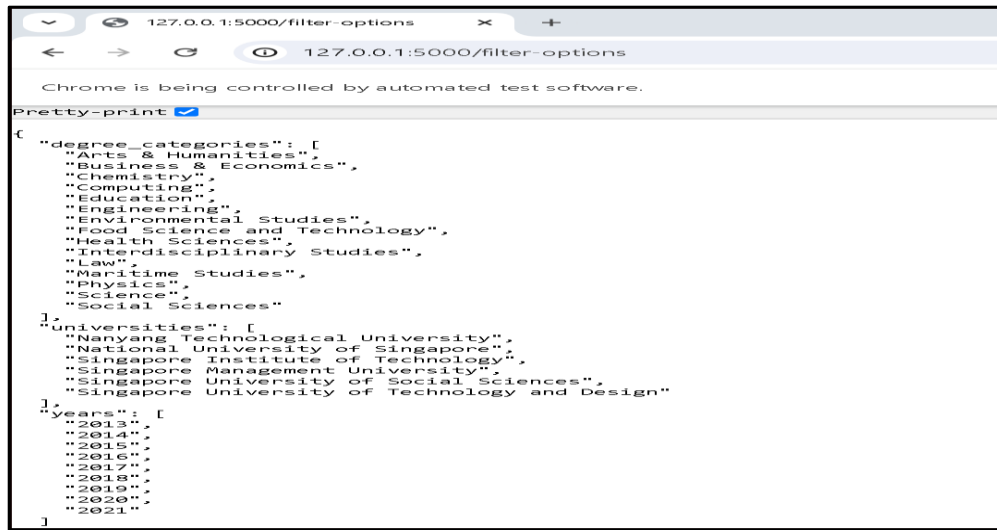 127.0.0.1:5000/filter-options
127.0.0.1:5000/filter-options
Chrome is being controlled by automated test software.
Pretty-print
{
"degree_categories": [
"Arts & Humanities",
"Business & Economics",
"Chemistry",
"Computing",
"Education",
"Engineering",
"Environmental Studies",
"Food Science and Technology",
"Health Sciences",
"Interdisciplinary Studies",
"Law",
"Maritime Studies",
"Physics",
"Science",
"Social Sciences"
],
"universities": [
"Nanyang Technological University",
"National University of Singapore",
"Singapore Institute of Technology",
"Singapore Management University",
"Singapore University of Social Sciences",
"Singapore University of Technology and Design"
],
"years": [
"2013",
"2014",
"2015",
"2016",
"2017",
"2018",
"2019",
"2020",
"2021"
]